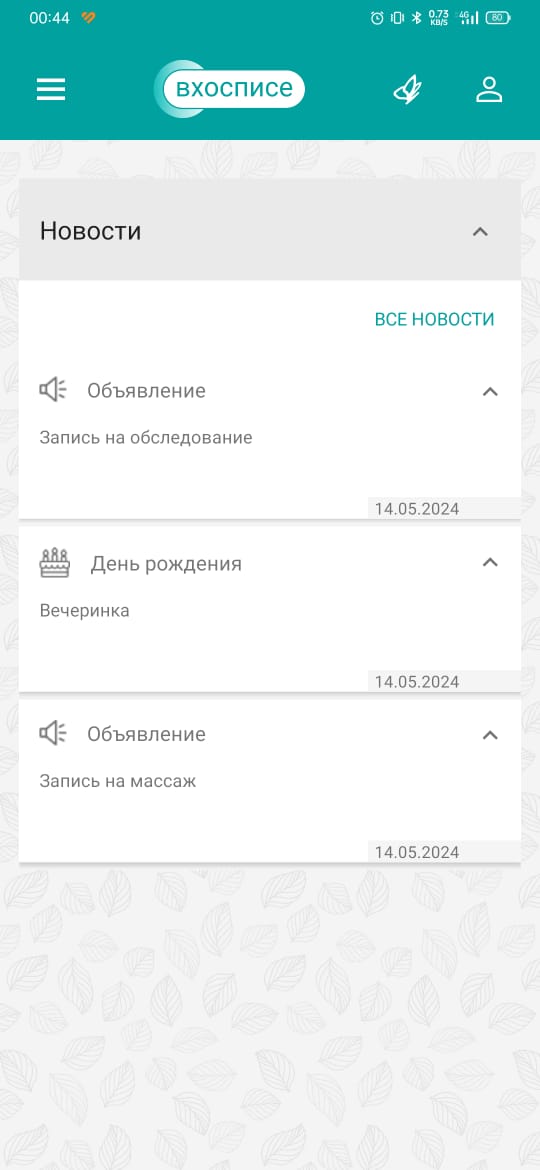 00:44
0.73
KB/S
4G
80
вхосписе
Новости
ВСЕ НОВОСТИ
Объявление
Запись на обследование
14.05.2024
День рождения
Вечеринка
14.05.2024
Объявление
Запись на массаж
14.05.2024